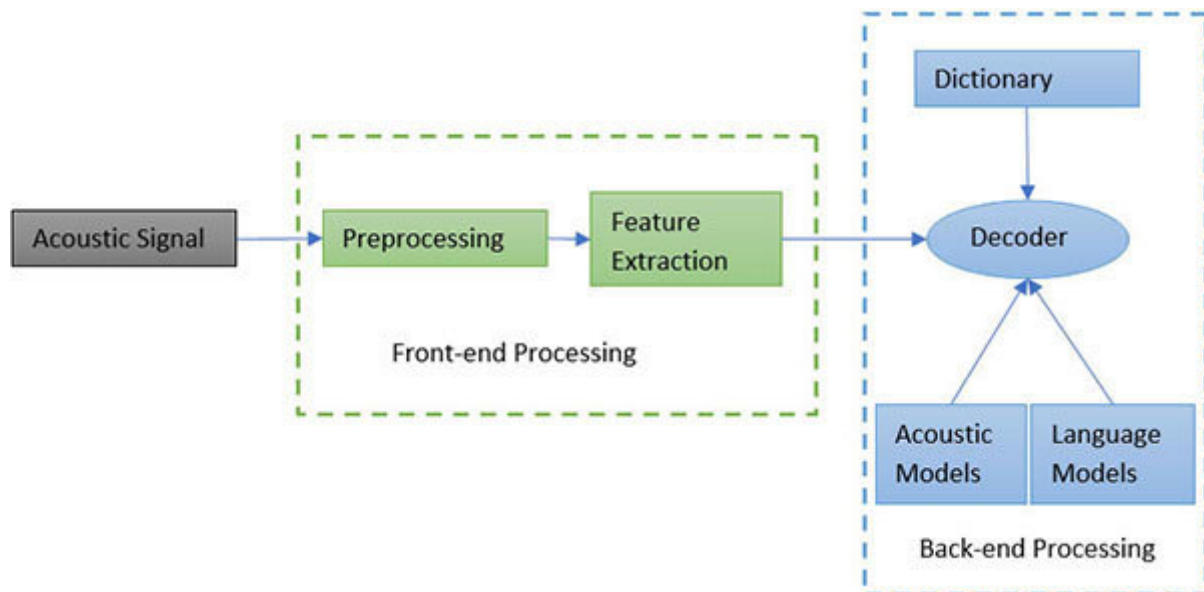 Dictionary
Acoustic Signal
Preprocessing
Feature
Extraction
Decoder
Front-end Processing
Acoustic
Models
Language
Models
Back-end Processing